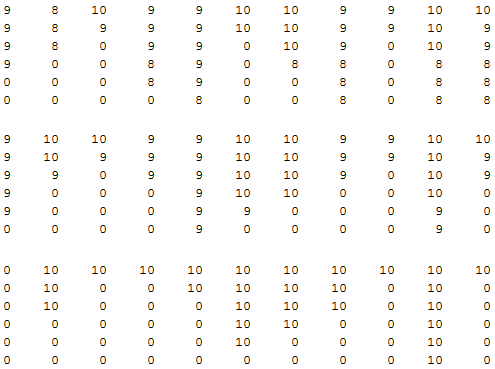 9 8 10 9 9 10 10 9 9 10 10
9 8 9 9 9 10 10 9 9 10 9
9 8 0 9 9 0 10 9 0 10 9
9 0 0 8 9 0 8 8 0 8 8
0 0 0 8 9 0 0 8 0 8 8
0 0 0 0 8 0 0 8 0 8 8
9 10 10 9 9 10 10 9 9 10 10
9 10 9 9 9 10 10 9 9 10 9
9 9 0 9 9 10 10 9 0 10 9
9 0 0 0 9 10 10 0 0 10 0
9 0 0 0 9 9 0 0 0 9 0
0 0 0 0 9 0 0 0 0 9 0
0 10 10 10 10 10 10 10 10 10 10
0 10 0 0 10 10 10 10 0 10 0
0 10 0 0 0 10 10 10 0 10 0
0 0 0 0 0 10 10 0 0 10 0
0 0 0 0 0 10 0 0 0 10 0
0 0 0 0 0 0 0 0 0 10 0